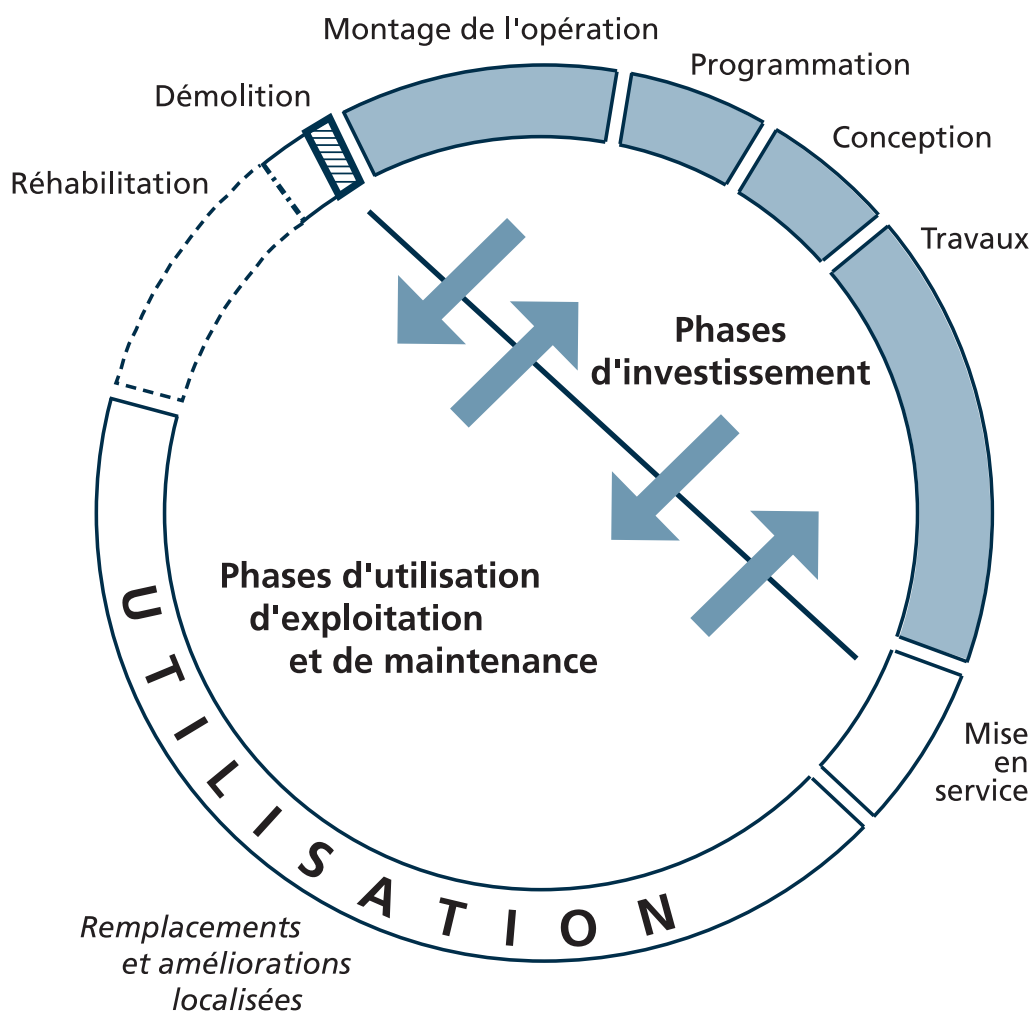 Montage de l'opération
Programmation
Démolition
Conception
Réhabilitation
Travaux
Phases
d'investissement
Phases d'utilisation
d'exploitation
et de maintenance
Mise
en
service
UTILISATION
Remplacements
et améliorations
localisées